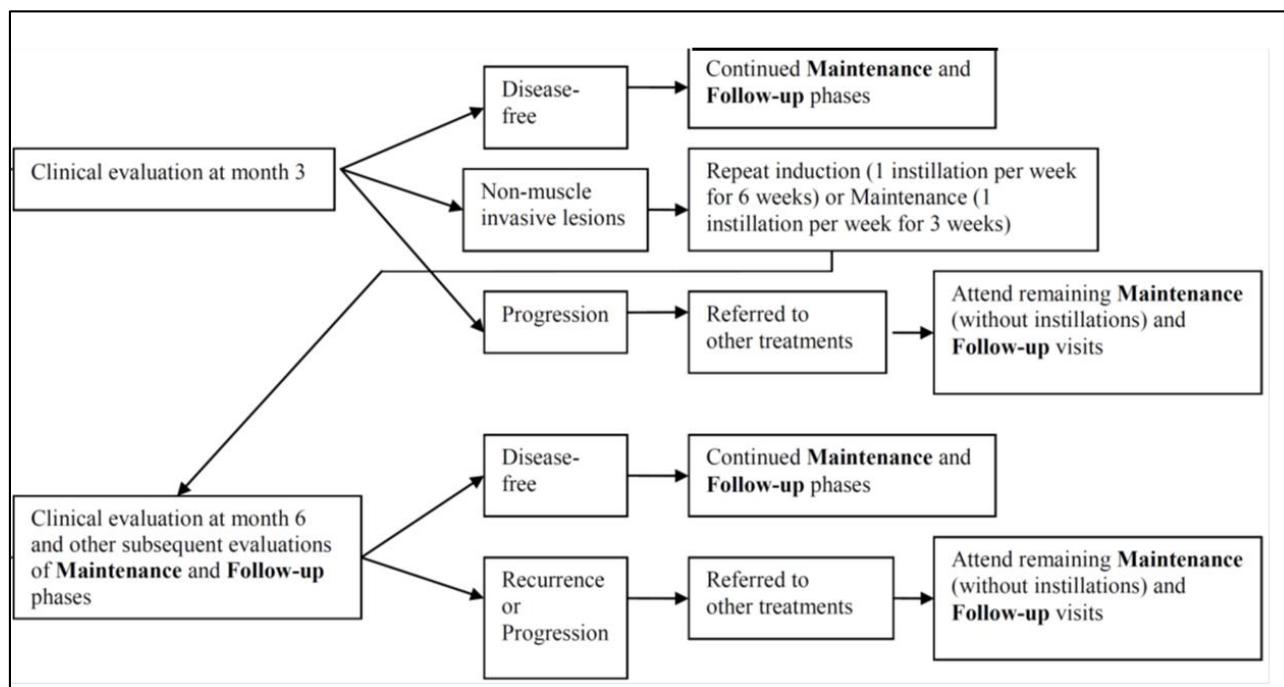 Disease-
free
Continued Maintenance and
Follow-up phases
Clinical evaluation at month 3
Non-muscle
invasive lesions
Repeat induction (1 instillation per week
for 6 weeks) or Maintenance (1
instillation per week for 3 weeks)
Progression
Referred to
other treatments
Attend remaining Maintenance
(without instillations) and
Follow-up visits
Disease-
free
Continued Maintenance and
Follow-up phases
Clinical evaluation at month 6
and other subsequent evaluations
of Maintenance and Follow-up
phases
Recurrence
or
Progression
Referred to
other treatments
Attend remaining Maintenance
(without instillations) and
Follow-up visits